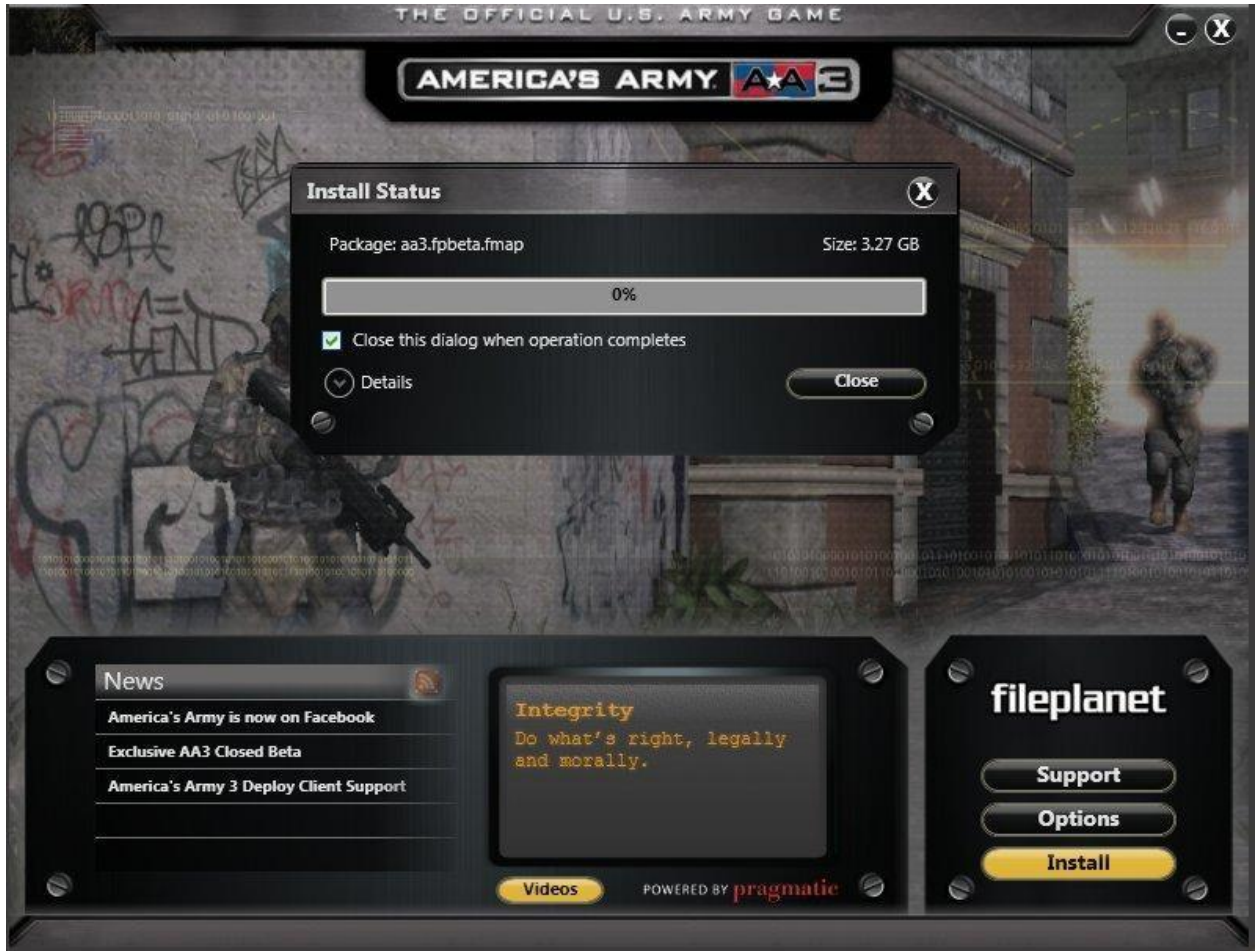 THE OFFICIAL U.S. ARMY GAME
- X
AMERICA'S ARMY. AA3
Install Status X
Package: aa3.fpbeta.fmap Size: 3.27 GB
0%
Close this dialog when operation completes
Details Close
News
America's Army is now on Facebook
Exclusive AA3 Closed Beta
America's Army 3 Deploy Client Support
Integrity
Do what's right, legally
and morally.
Videos POWERED BY pragmatic
fileplanet
Support
Options
Install